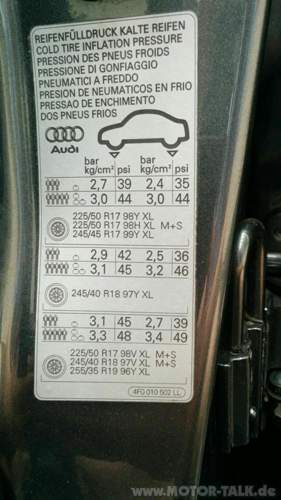 REIFENFÜLLDRUCK KALTE REIFEN
COLD TIRE INFLATION PRESSURE
PRESSION DES PNEUS FROIDS
PRESSIONE DI GONFIAGGIO
PNEUMATICI A FREDDO
PRESION DE NEUMATICOS EN FRIO
PRESSAO DE ENCHIMENTO
DOS PNEUS FRIOS
Audi
bar kg/cm² psi bar kg/cm² psi
2,7 39 2,4 35
3,0 44 3,0 44
225/50 R17 98Y XL
225/50 R17 98H XL M+S
245/45 R17 99Y XL
2,9 42 2,5 36
3,1 45 3,2 46
245/40 R18 97Y XL
3,1 45 2,7 39
3,3 48 3,4 49
225/50 R17 98V XL M+S
245/40 R18 97V XL M+S
255/35 R19 96Y XL
4F0 010 502 LL
www.MOTOR-TALK.de